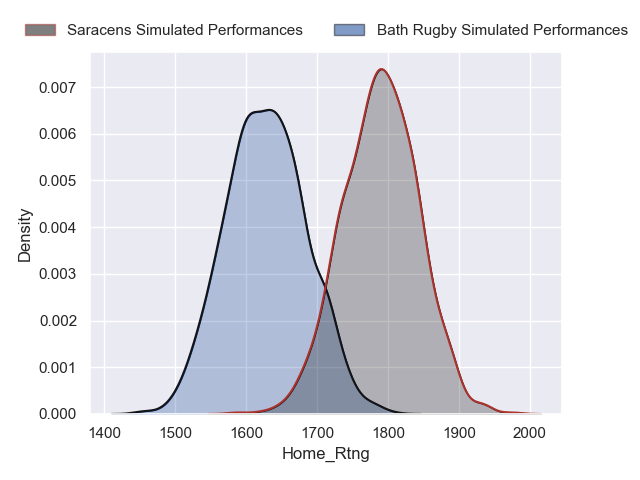 Saracens Simulated Performances
Bath Rugby Simulated Performances
0.007
0.006
0.005
0.004
0.003
0.002
0.001
0.000
Density
1400 1500 1600 1700 1800 1900 2000
Home_Rtng